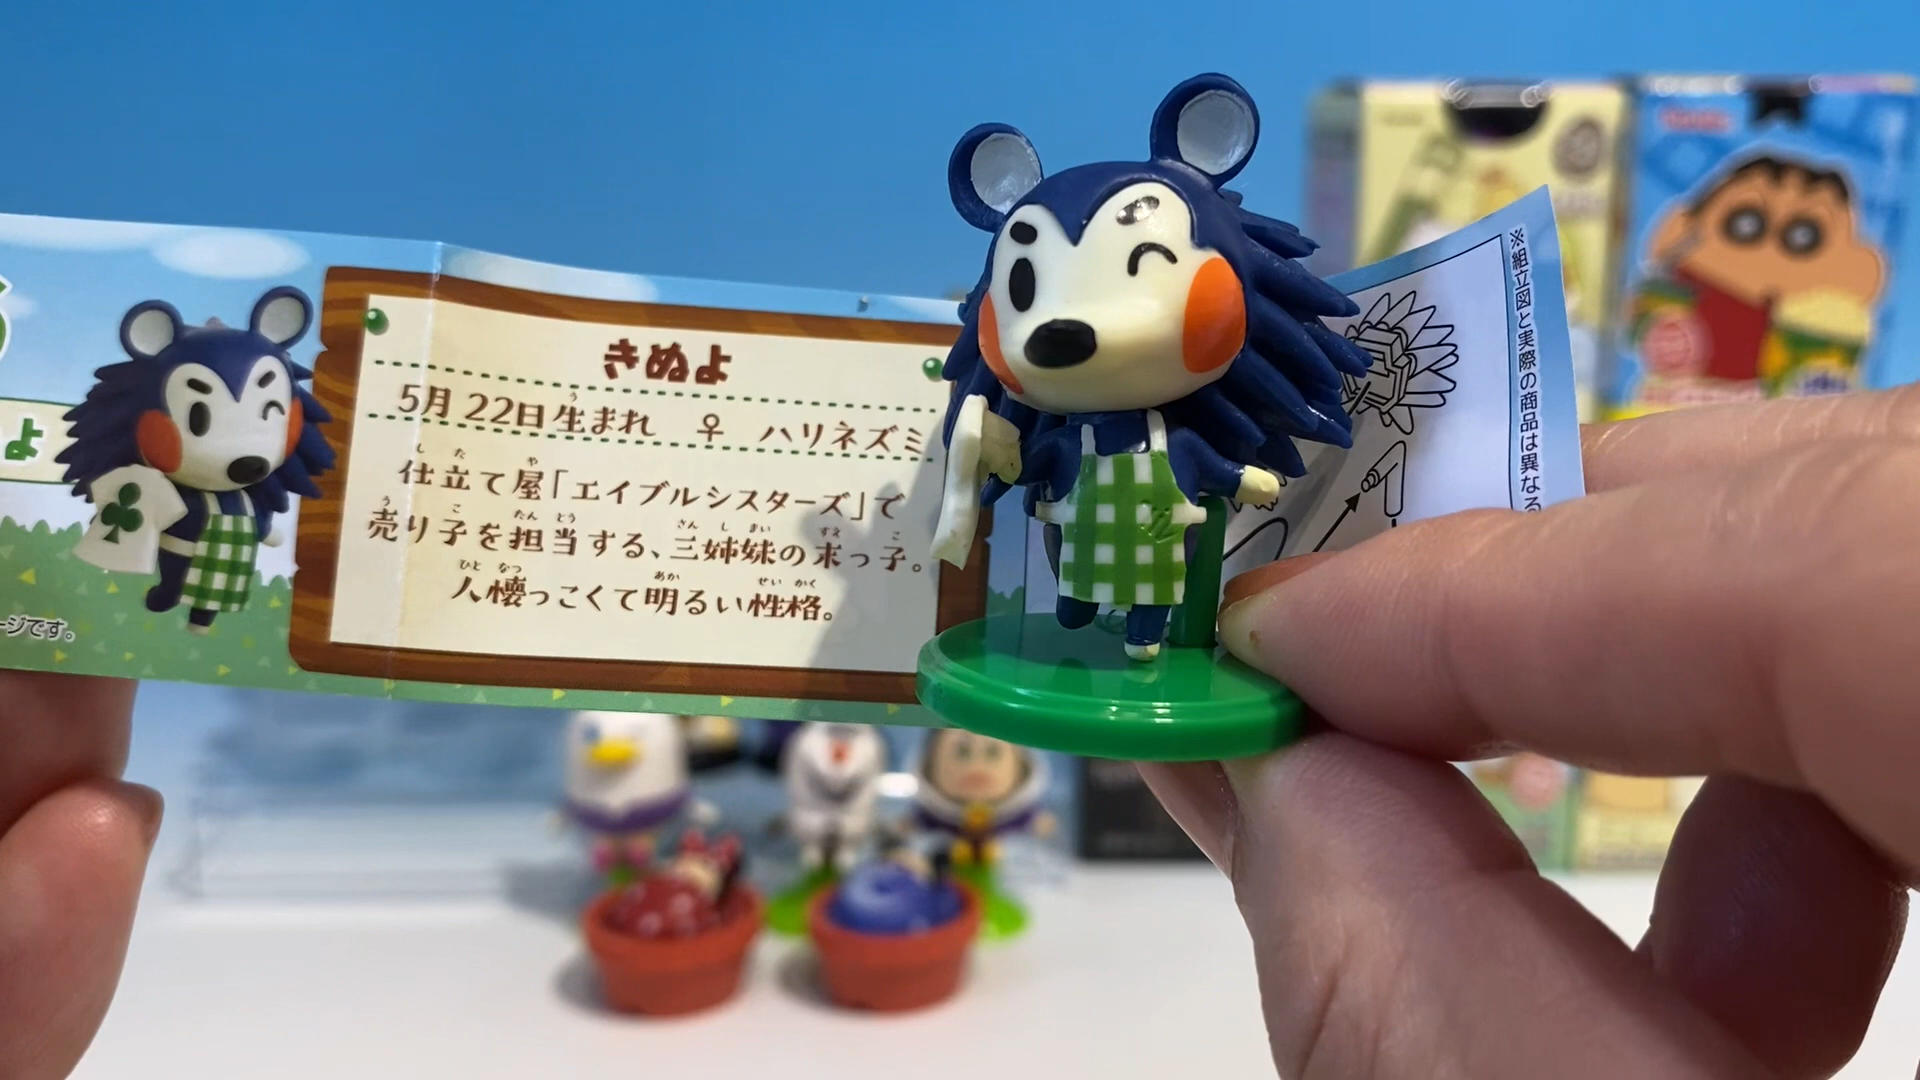 きぬよ
5月22日生まれ ♀ ハリネズミ
仕立て屋「エイブルシスターズ」で
売り子を担当する、三姉妹の末っ子。
人懐っこくて明るい性格。
よ
ージです。
※組立図と実際の商品は異なる